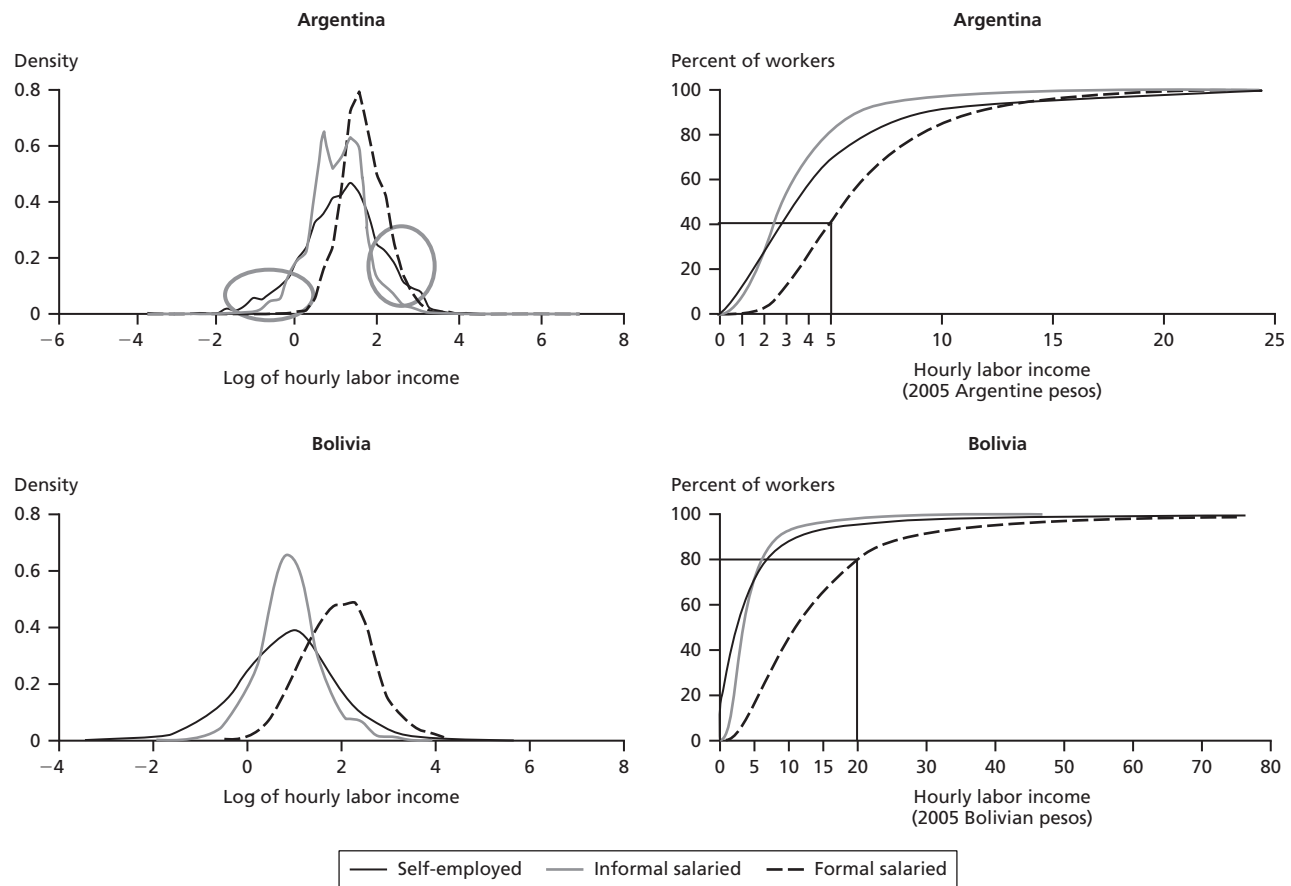 Argentina
Density
0.8
0.6
0.4
0.2
0
−6 −4 −2 0 2 4 6 8
Log of hourly labor income
Argentina
Percent of workers
100
80
60
40
20
0
0 1 2 3 4 5 10 15 20 25
Hourly labor income
(2005 Argentine pesos)
Bolivia
Density
0.8
0.6
0.4
0.2
0
−4 −2 0 2 4 6 8
Log of hourly labor income
Bolivia
Percent of workers
100
80
60
40
20
0
0 5 10 15 20 30 40 50 60 70 80
Hourly labor income
(2005 Bolivian pesos)
Self-employed Informal salaried Formal salaried